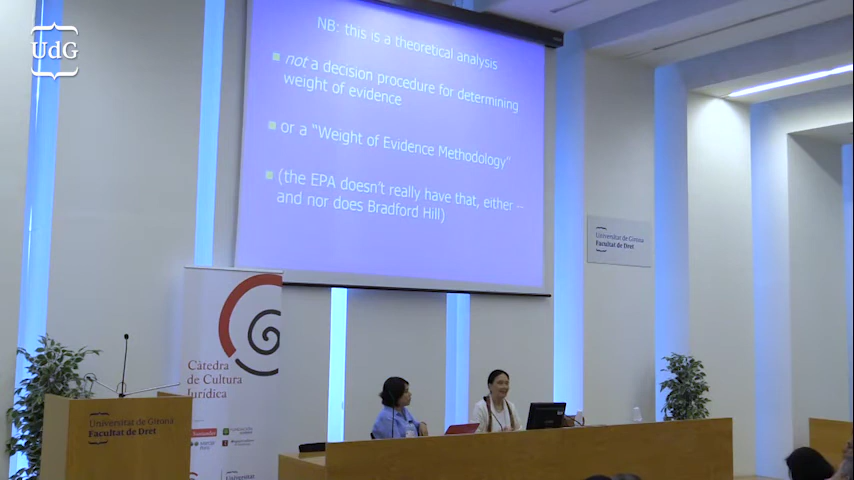 UdG
NB: this is a theoretical analysis
not a decision procedure for determining
weight of evidence
or a “Weight of Evidence Methodology”
(the EPA doesn't really have that, either --
and nor does Bradford Hill)
Universitat de Girona
Facultat de Dret
Càtedra
de Cultura
Jurídica
Universitat de Girona
Facultat de Dret